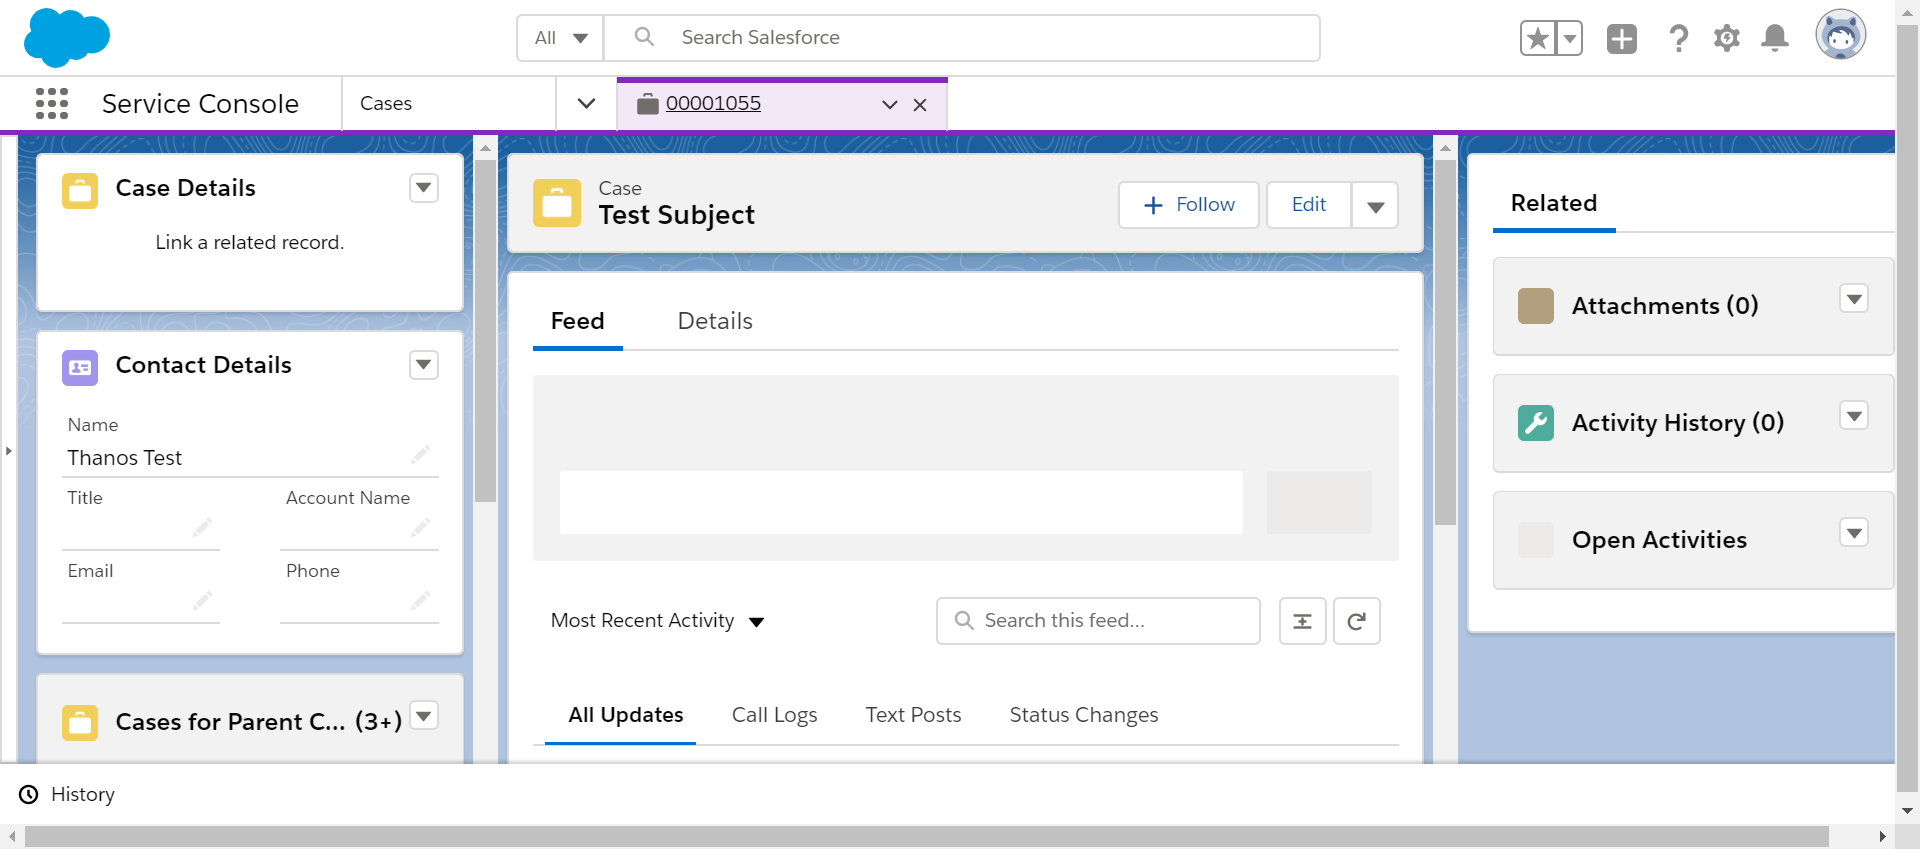 All
Search Salesforce
Service Console
Cases
00001055
Case Details
Link a related record.
Contact Details
Name
Thanos Test
Title
Account Name
Email
Phone
Cases for Parent C... (3+)
Case
Test Subject
Follow
Edit
Feed
Details
Most Recent Activity
Search this feed...
All Updates
Call Logs
Text Posts
Status Changes
Related
Attachments (0)
Activity History (0)
Open Activities
History